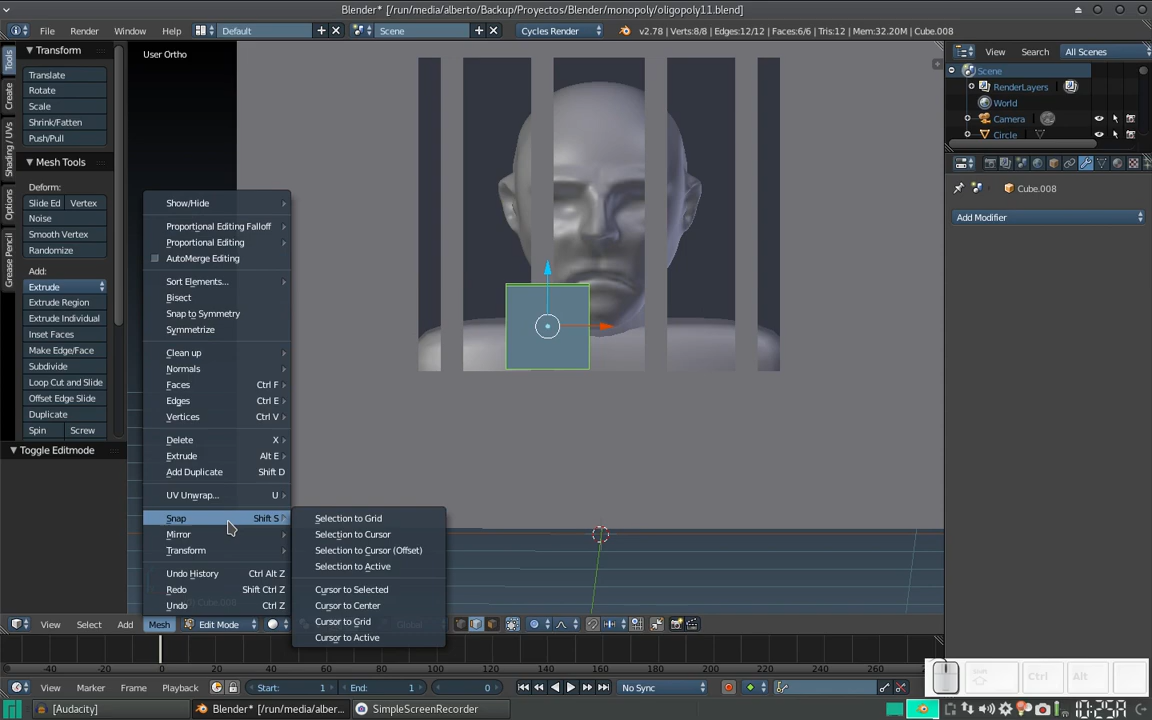 Blender* [/run/media/alberto/Backup/Proyectos/Blender/monopoly/oligopoly11.blend]
File
Render
Window
Help
Default
Scene
Cycles Render
v2.78 | Verts:8/8 | Edges:12/12 | Faces:6/6 | Tris:12 | Mem:32.20M | Cube.008
Tools
Create
Shading / UVs
Options
Grease Pencil
Transform
Translate
Rotate
Scale
Shrink/Fatten
Push/Pull
Mesh Tools
Deform:
Slide Ed
Vertex
Noise
Smooth Vertex
Randomize
Add:
Extrude
Extrude Region
Extrude Individual
Inset Faces
Make Edge/Face
Subdivide
Loop Cut and Slide
Offset Edge Slide
Duplicate
Spin
Screw
Toggle Editmode
User Ortho
Show/Hide
Proportional Editing Falloff
Proportional Editing
AutoMerge Editing
Sort Elements...
Bisect
Snap to Symmetry
Symmetrize
Clean up
Normals
Faces Ctrl F
Edges Ctrl E
Vertices Ctrl V
Delete X
Extrude Alt E
Add Duplicate Shift D
UV Unwrap... U
Snap Shift S
Mirror
Transform
Undo History Ctrl Alt Z
Redo Shift Ctrl Z
Undo Ctrl Z
Selection to Grid
Selection to Cursor
Selection to Cursor (Offset)
Selection to Active
Cursor to Selected
Cursor to Center
Cursor to Grid
Cursor to Active
View
Select
Add
Mesh
Edit Mode
Global
View
Search
All Scenes
Scene
RenderLayers
World
Camera
Circle
Cube.008
Add Modifier
-40 -20 0 20 40 60 80 100 120 140 160 180 200 220 240 260
View
Marker
Frame
Playback
Start: 1
End: 1
0
No Sync
Shift
Ctrl
Alt
[Audacity]
Blender* [/run/media/alber...
SimpleScreenRecorder
10:25A